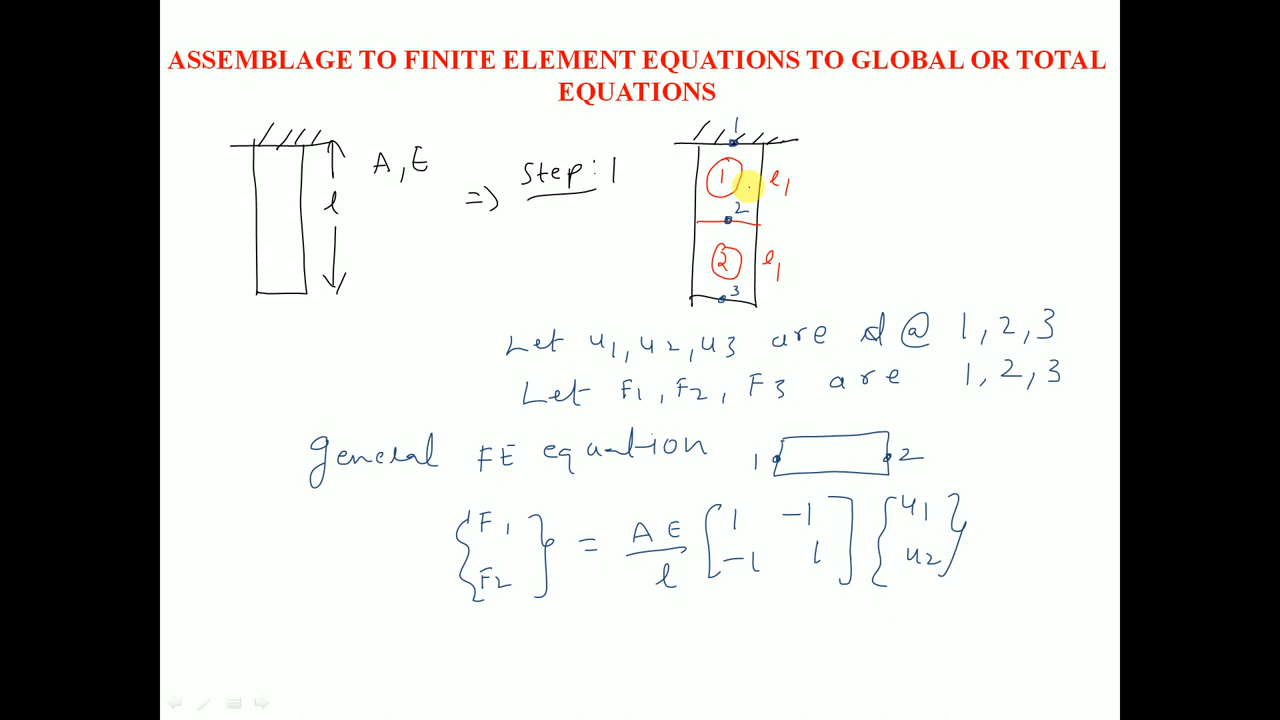 ASSEMBLAGE TO FINITE ELEMENT EQUATIONS TO GLOBAL OR TOTAL
EQUATIONS
A, E
l
=> Step: 1
1
① l1
2
② l1
3
Let u1, u2, u3 are d @ 1, 2, 3
Let F1, F2, F3 are 1, 2, 3
general FE equation 1 2
{F1 F2} = AE/l [1 -1 -1 1] {u1 u2}